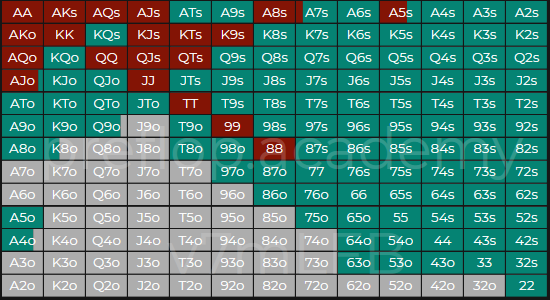 AA AKs AQs AJs ATs A9s A8s A7s A6s A5s A4s A3s A2s
AKo KK KQs KJs KTs K9s K8s K7s K6s K5s K4s K3s K2s
AQo KQo QQ QJs QTs Q9s Q8s Q7s Q6s Q5s Q4s Q3s Q2s
AJo KJo QJo JJ JTs J9s J8s J7s J6s J5s J4s J3s J2s
ATo KTo QTo JTo TT T9s T8s T7s T6s T5s T4s T3s T2s
A9o K9o Q9o J9o T9o 99 98s 97s 96s 95s 94s 93s 92s
A8o K8o Q8o J8o T8o 98o 88 87s 86s 85s 84s 83s 82s
preflop.academy
A7o K7o Q7o J7o T7o 97o 87o 77 76s 75s 74s 73s 72s
A6o K6o Q6o J6o T6o 96o 86o 76o 66 65s 64s 63s 62s
A5o K5o Q5o J5o T5o 95o 85o 75o 65o 55 54s 53s 52s
A4o K4o Q4o J4o T4o 94o 84o 74o 64o 54o 44 43s 42s
A3o K3o Q3o J3o T3o 93o 83o 73o 63o 53o 43o 33 32s
A2o K2o Q2o J2o T2o 92o 82o 72o 62o 52o 42o 32o 22